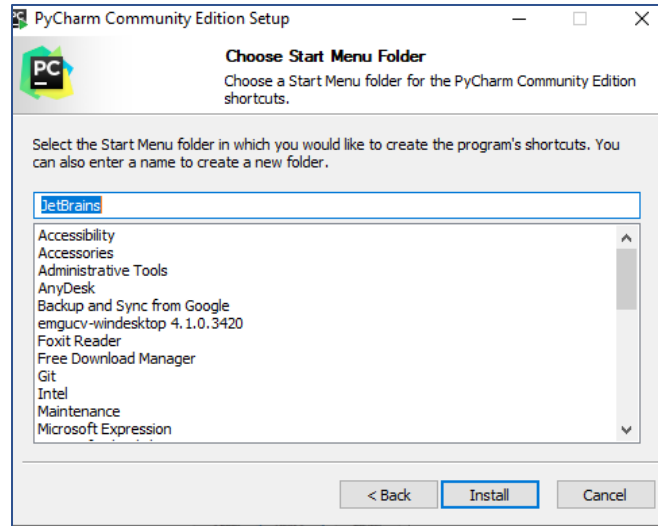 PyCharm Community Edition Setup
PC
Choose Start Menu Folder
Choose a Start Menu folder for the PyCharm Community Edition
shortcuts.
Select the Start Menu folder in which you would like to create the program's shortcuts. You
can also enter a name to create a new folder.
JetBrains
Accessibility
Accessories
Administrative Tools
AnyDesk
Backup and Sync from Google
emgucv-windesktop 4.1.0.3420
Foxit Reader
Free Download Manager
Git
Intel
Maintenance
Microsoft Expression
< Back Install Cancel